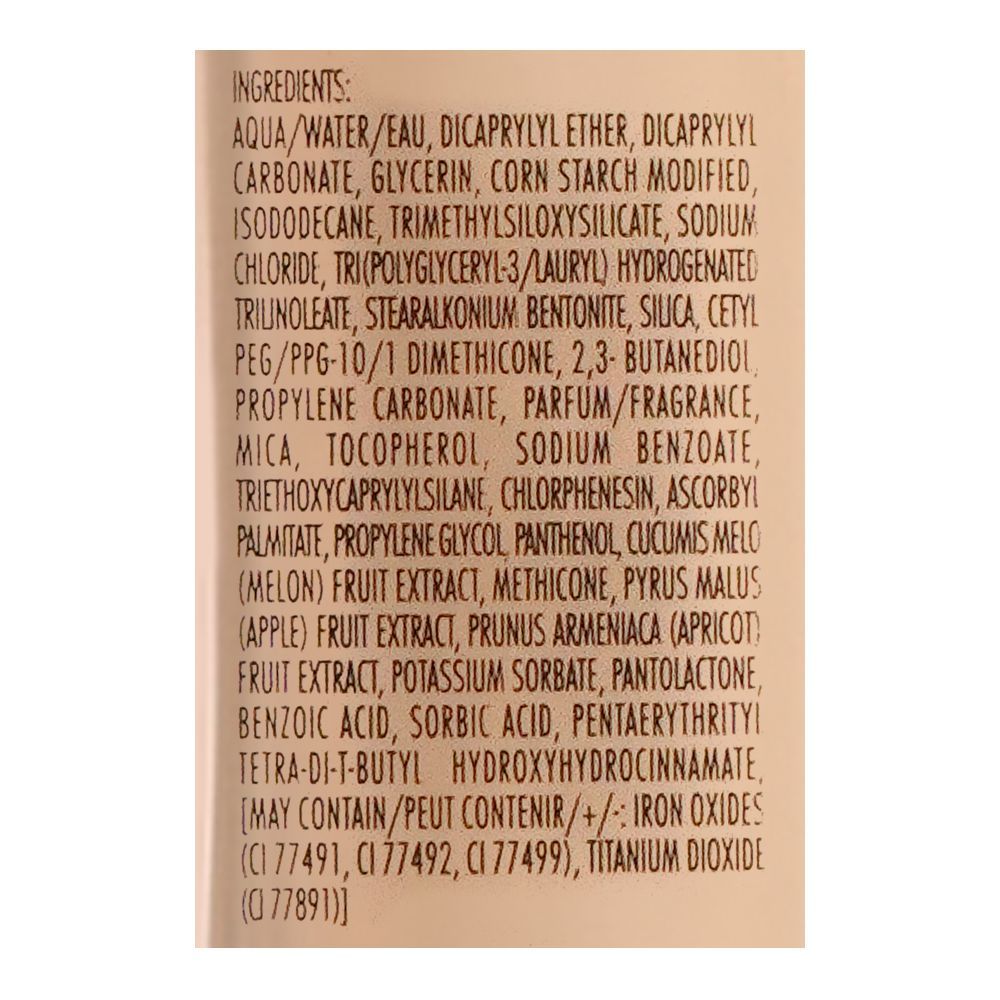 INGREDIENTS:
AQUA/WATER/EAU, DICAPRYLYL ETHER, DICAPRYLYL
CARBONATE, GLYCERIN, CORN STARCH MODIFIED,
ISODODECANE, TRIMETHYLSILOXYSILICATE, SODIUM
CHLORIDE, TRI(POLYGLYCERYL-3/LAURYL) HYDROGENATED
TRILINOLEATE, STEARALKONIUM BENTONITE, SILICA, CETYL
PEG/PPG-10/1 DIMETHICONE, 2,3- BUTANEDIOL,
PROPYLENE CARBONATE, PARFUM/FRAGRANCE,
MICA, TOCOPHEROL, SODIUM BENZOATE,
TRIETHOXYCAPRYLYLSILANE, CHLORPHENESIN, ASCORBYL
PALMITATE, PROPYLENE GLYCOL, PANTHENOL, CUCUMIS MELO
(MELON) FRUIT EXTRACT, METHICONE, PYRUS MALUS
(APPLE) FRUIT EXTRACT, PRUNUS ARMENIACA (APRICOT)
FRUIT EXTRACT, POTASSIUM SORBATE, PANTOLACTONE,
BENZOIC ACID, SORBIC ACID, PENTAERYTHRITYL
TETRA-DI-T-BUTYL HYDROXYHYDROCINNAMATE,
[MAY CONTAIN/PEUT CONTENIR/+/-: IRON OXIDES
(CI 77491, CI 77492, CI 77499), TITANIUM DIOXIDE
(CI 77891)]